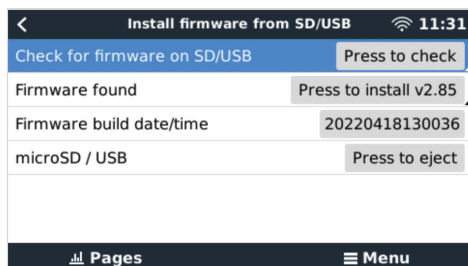 Install firmware from SD/USB 11:31
Check for firmware on SD/USB Press to check
Firmware found Press to install v2.85
Firmware build date/time 20220418130036
microSD / USB Press to eject
Pages Menu